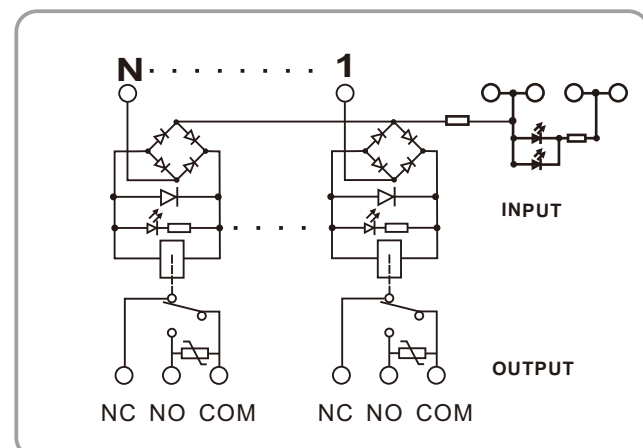 N . . . . . . . . 1
INPUT
. . . .
OUTPUT
NC NO COM NC NO COM